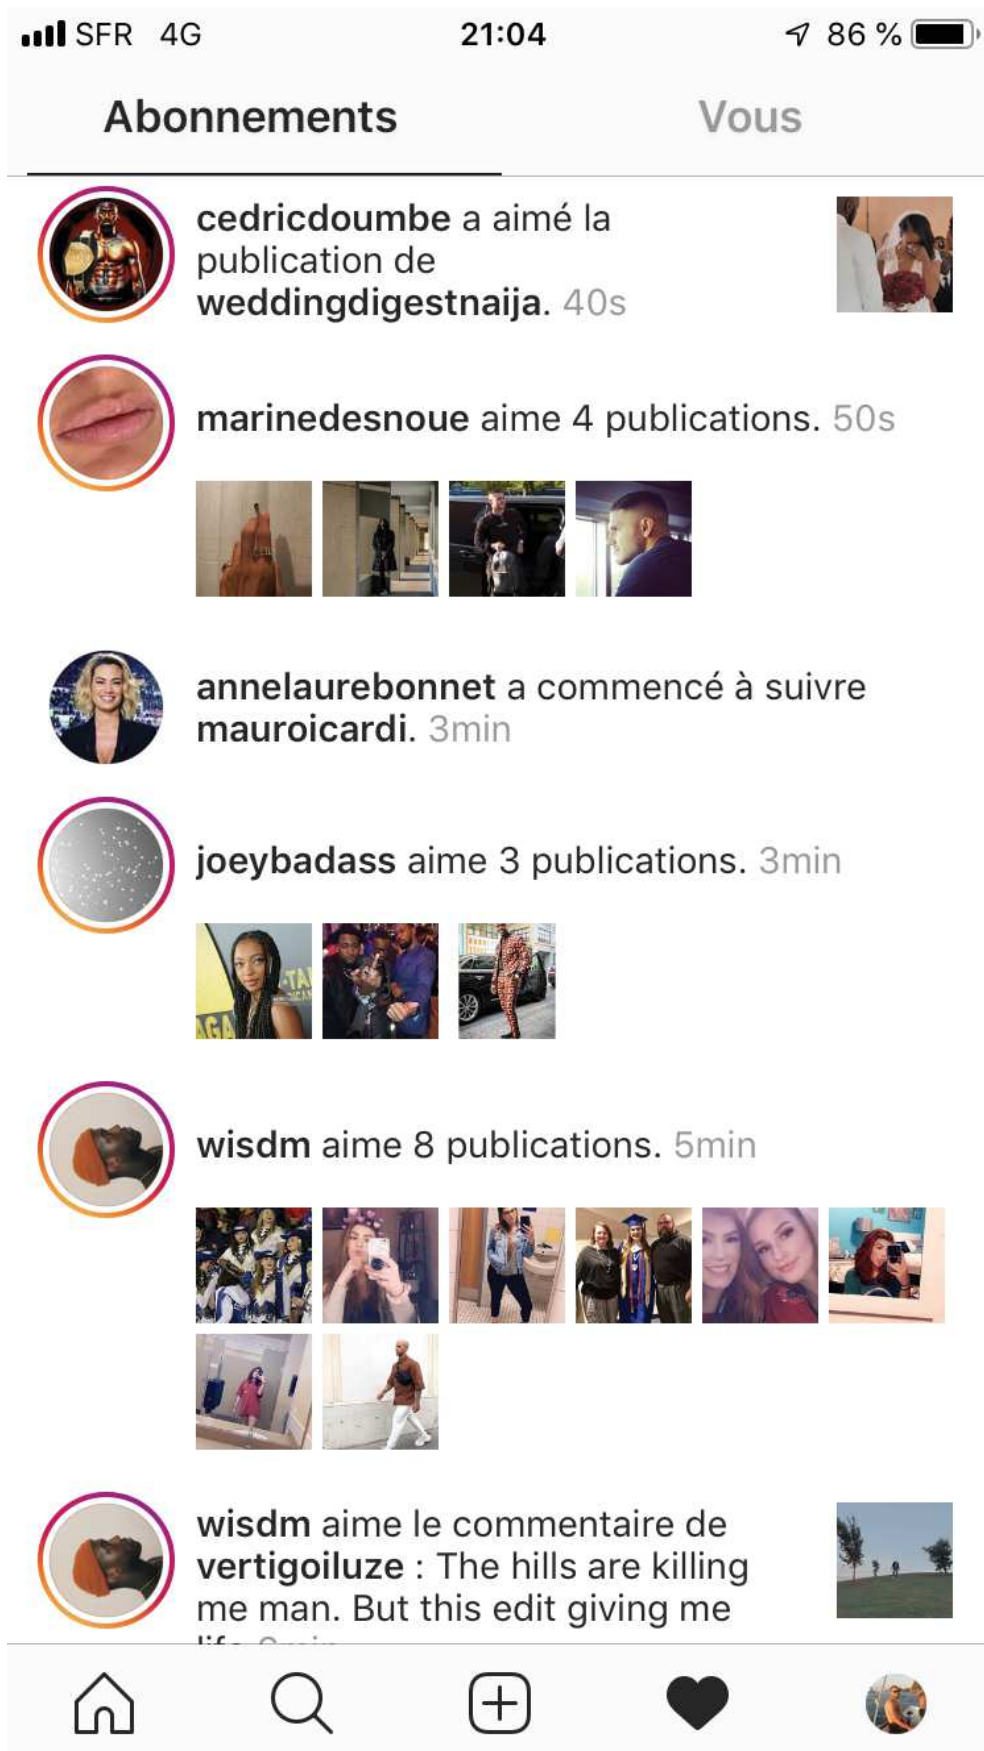 SFR 4G 21:04 86 %
Abonnements Vous
cedricdoumbe a aimé la
publication de
weddingdigestnaija. 40s
marinedesnoue aime 4 publications. 50s
annelaurebonnet a commencé à suivre
mauroicardi. 3min
joeybadass aime 3 publications. 3min
wisdm aime 8 publications. 5min
wisdm aime le commentaire de
vertigoiluze : The hills are killing
me man. But this edit giving me